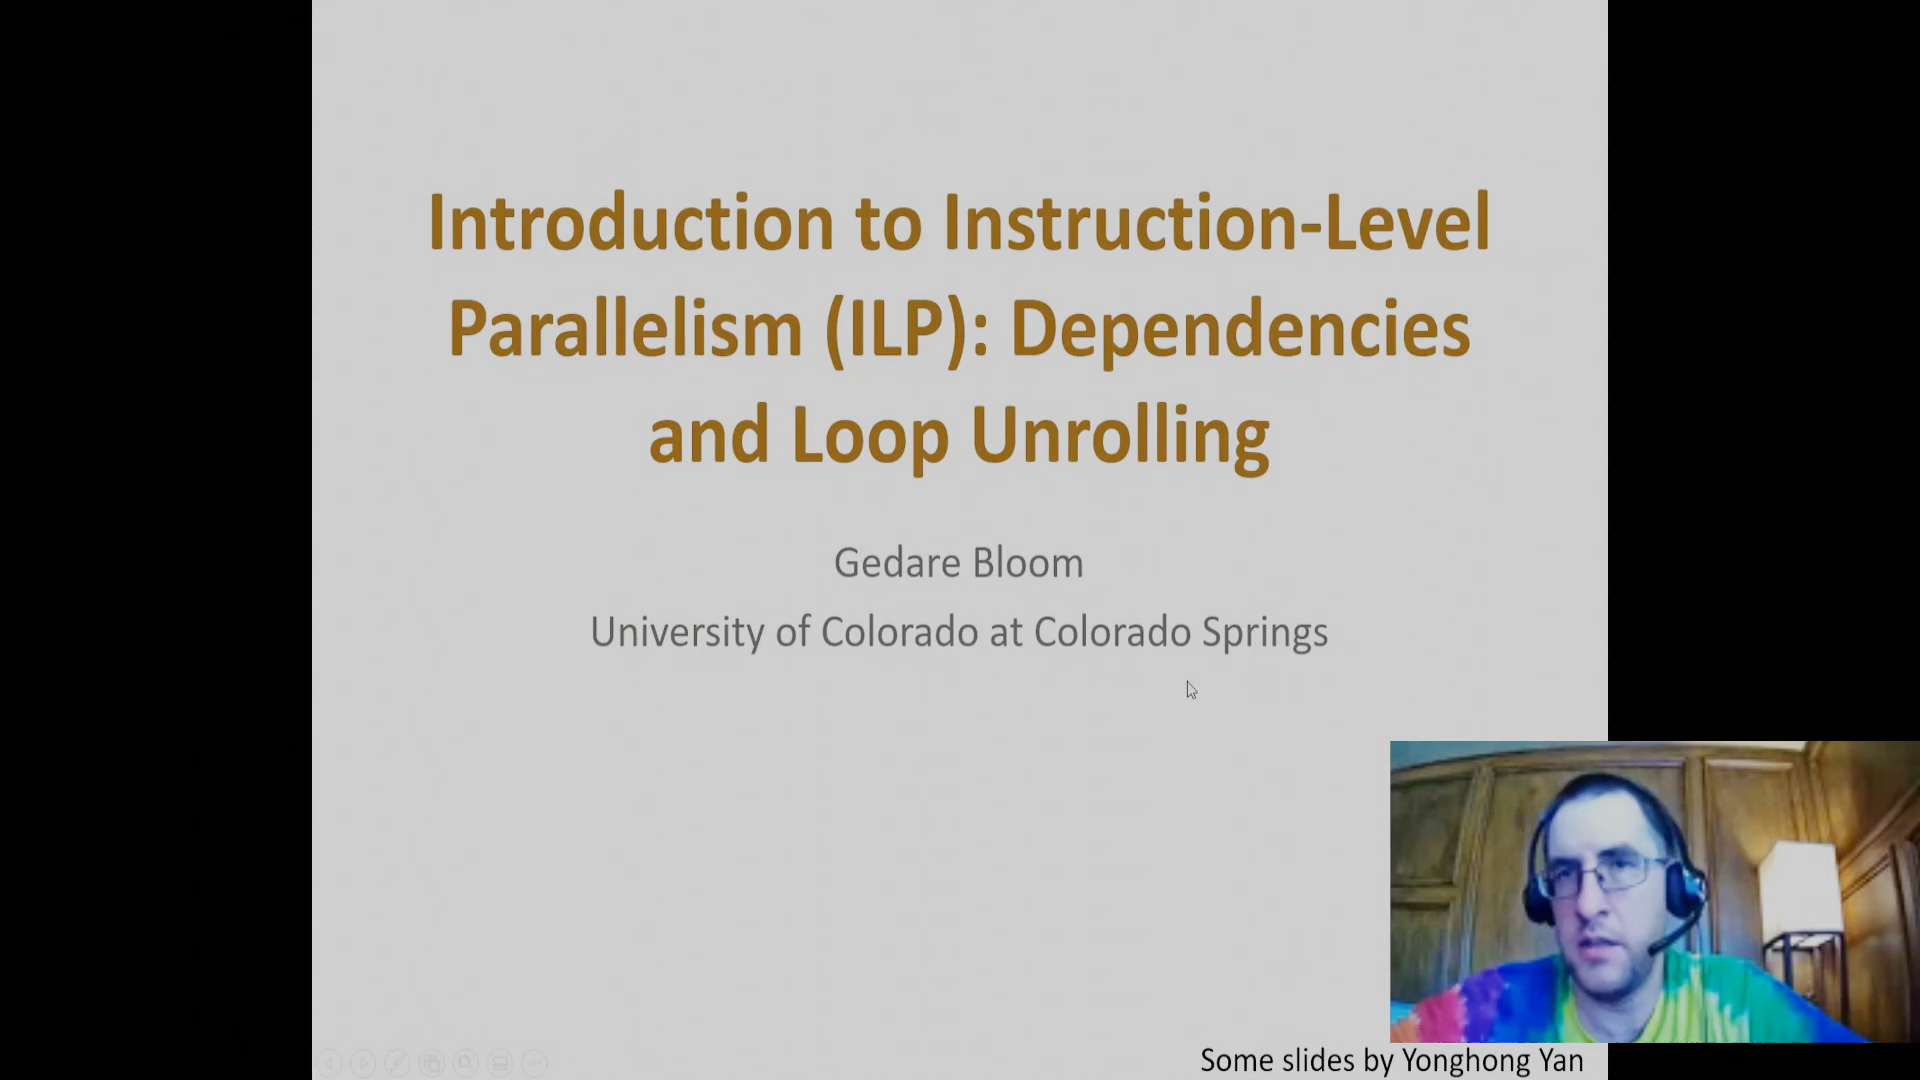 Introduction to Instruction-Level
Parallelism (ILP): Dependencies
and Loop Unrolling
Gedare Bloom
University of Colorado at Colorado Springs
Some slides by Yonghong Yan